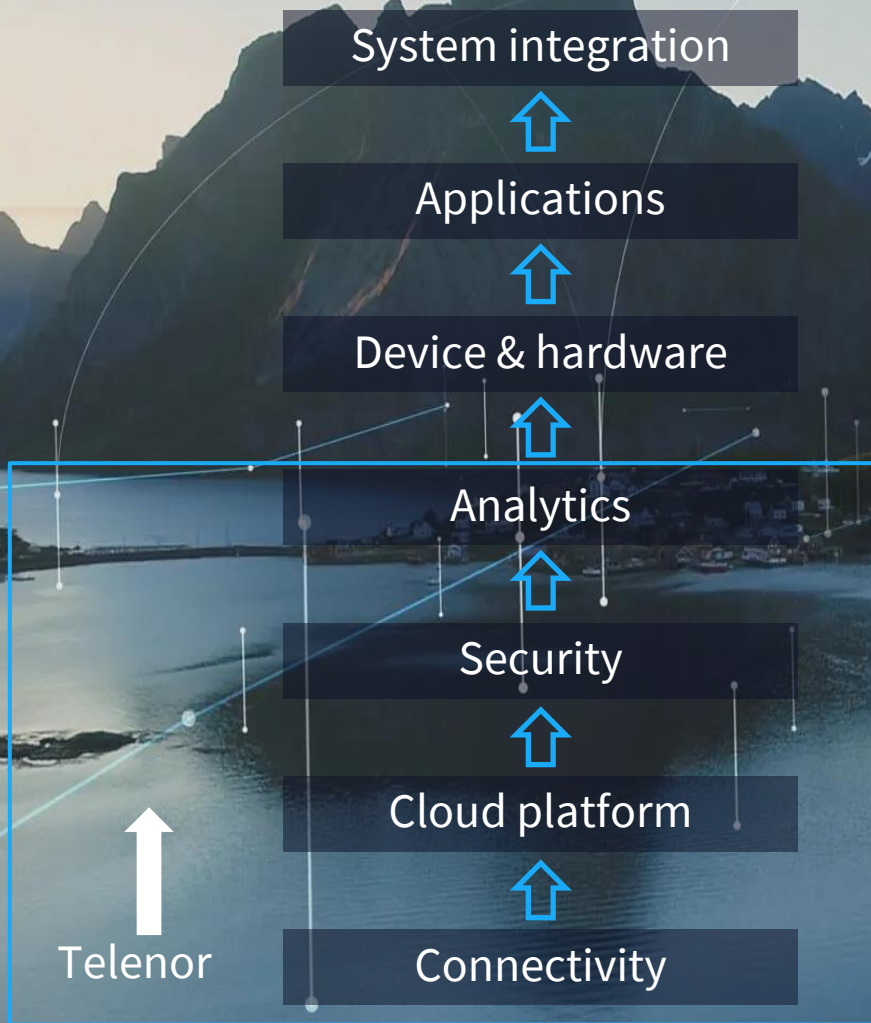 System integration
Applications
Device & hardware
Analytics
Security
Cloud platform
Telenor
Connectivity